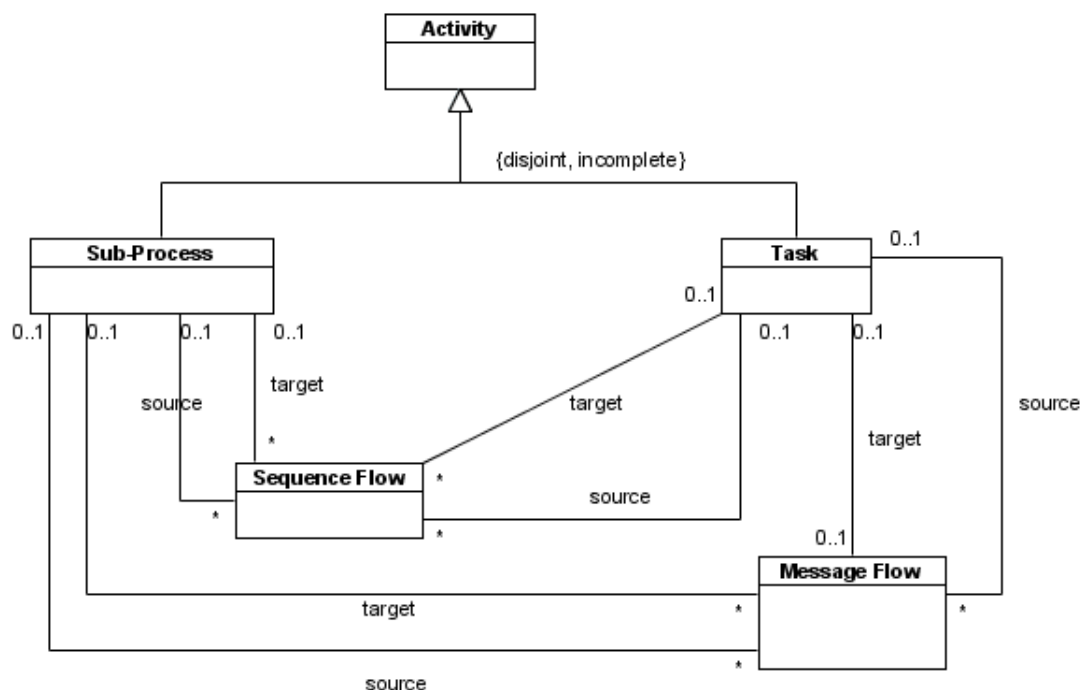 Activity
{disjoint, incomplete}
Sub-Process
Task
0..1
0..1
0..1
0..1
0..1
0..1
0..1
0..1
target
source
target
source
target
*
Sequence Flow
*
source
*
*
0..1
Message Flow
target
*
*
*
source